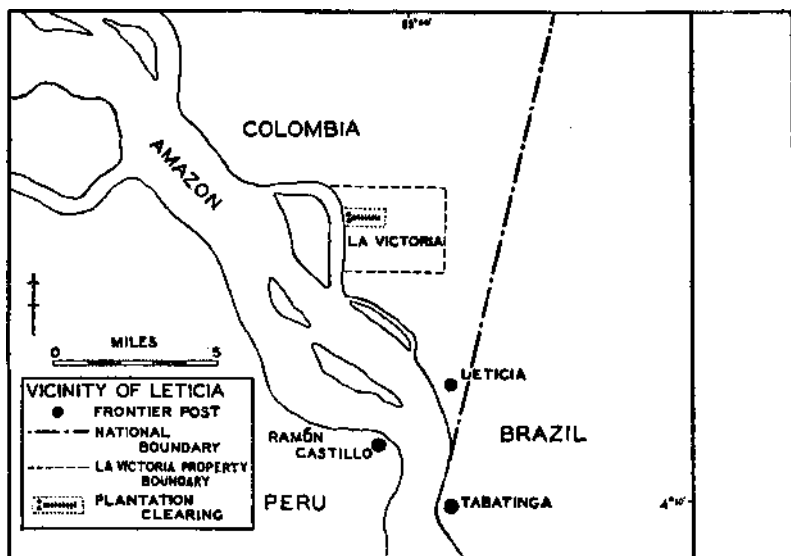 COLOMBIA
AMAZON
LA VICTORIA
MILES
0 5
LETICIA
BRAZIL
RAMÓN
CASTILLO
PERU
TABATINGA
4°10'
VICINITY OF LETICIA
FRONTIER POST
NATIONAL
BOUNDARY
LA VICTORIA PROPERTY
BOUNDARY
PLANTATION
CLEARING